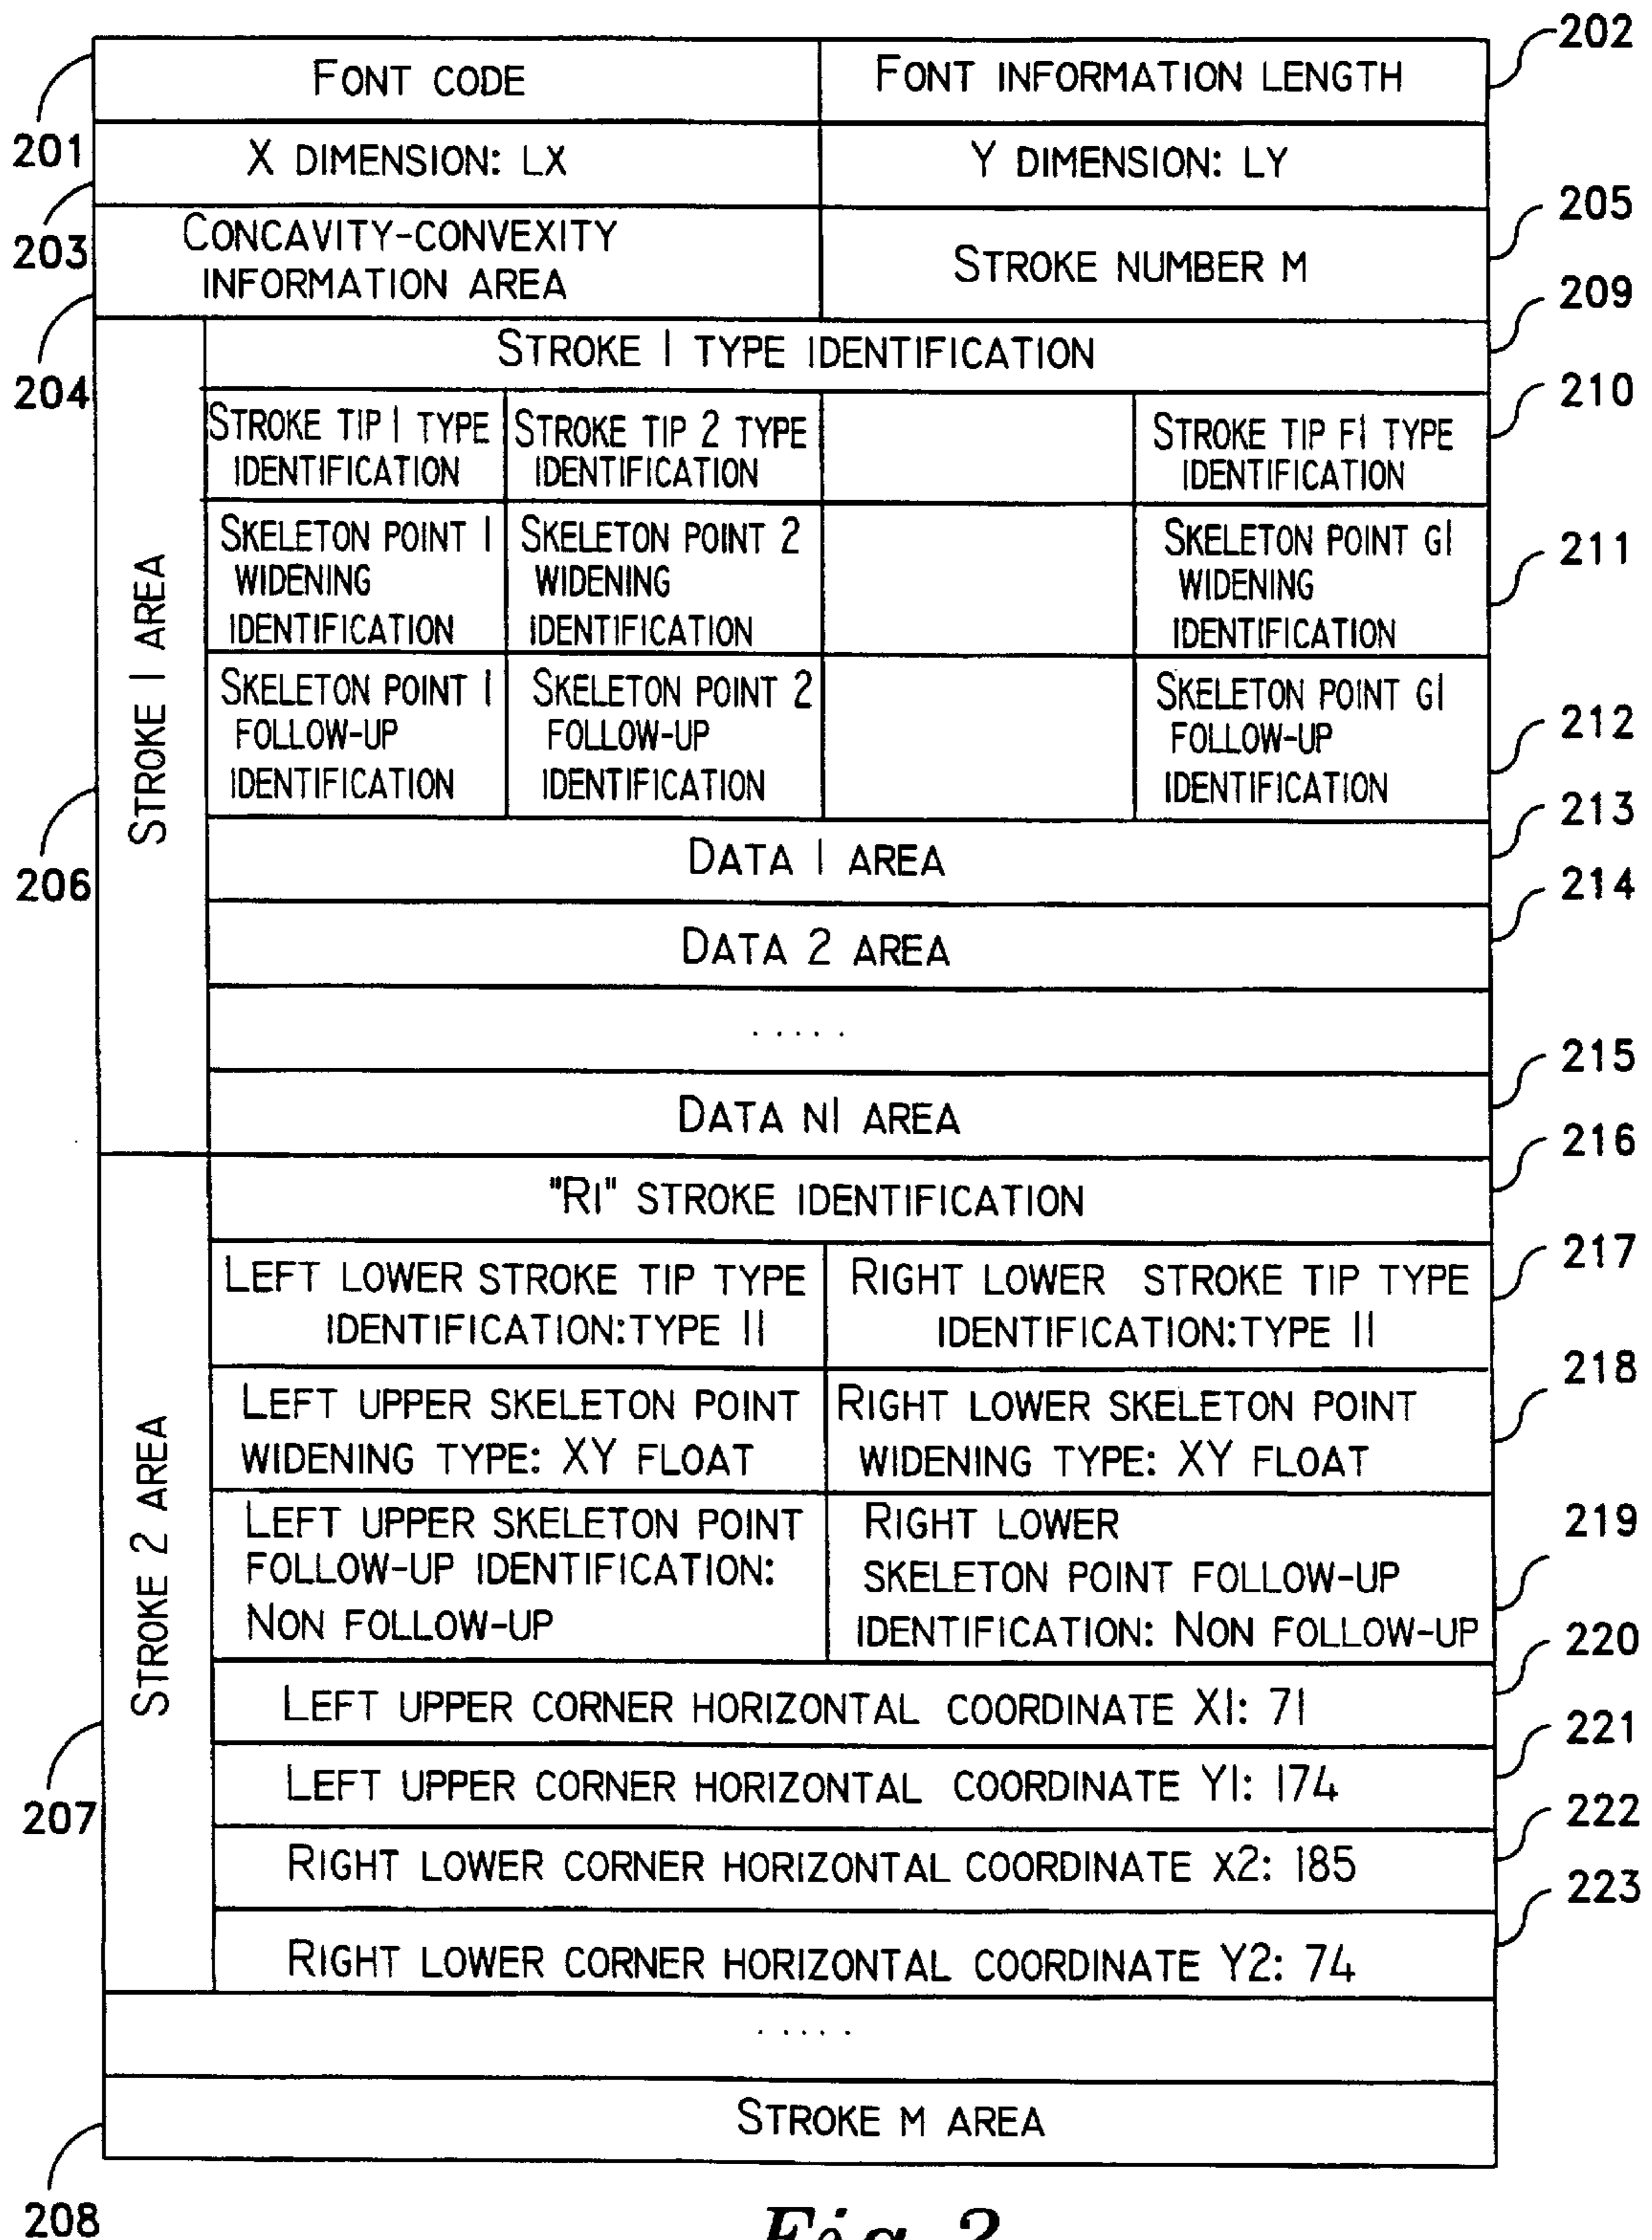 202
FONT CODE
FONT INFORMATION LENGTH
201
X DIMENSION: LX
Y DIMENSION: LY
203
205
CONCAVITY-CONVEXITY
INFORMATION AREA
STROKE NUMBER M
204
209
STROKE 1 TYPE IDENTIFICATION
210
STROKE TIP 1 TYPE
IDENTIFICATION
STROKE TIP 2 TYPE
IDENTIFICATION
STROKE TIP F1 TYPE
IDENTIFICATION
211
SKELETON POINT 1
WIDENING
IDENTIFICATION
SKELETON POINT 2
WIDENING
IDENTIFICATION
SKELETON POINT G1
WIDENING
IDENTIFICATION
STROKE 1 AREA
212
SKELETON POINT 1
FOLLOW-UP
IDENTIFICATION
SKELETON POINT 2
FOLLOW-UP
IDENTIFICATION
SKELETON POINT G1
FOLLOW-UP
IDENTIFICATION
206
213
DATA 1 AREA
214
DATA 2 AREA
.....
215
DATA N1 AREA
216
"RI" STROKE IDENTIFICATION
217
LEFT LOWER STROKE TIP TYPE
IDENTIFICATION:TYPE 11
RIGHT LOWER STROKE TIP TYPE
IDENTIFICATION:TYPE 11
218
LEFT UPPER SKELETON POINT
WIDENING TYPE: XY FLOAT
RIGHT LOWER SKELETON POINT
WIDENING TYPE: XY FLOAT
STROKE 2 AREA
219
LEFT UPPER SKELETON POINT
FOLLOW-UP IDENTIFICATION:
NON FOLLOW-UP
RIGHT LOWER
SKELETON POINT FOLLOW-UP
IDENTIFICATION: NON FOLLOW-UP
220
LEFT UPPER CORNER HORIZONTAL COORDINATE X1: 71
221
LEFT UPPER CORNER HORIZONTAL COORDINATE Y1: 174
207
222
RIGHT LOWER CORNER HORIZONTAL COORDINATE X2: 185
223
RIGHT LOWER CORNER HORIZONTAL COORDINATE Y2: 74
.....
STROKE M AREA
208
Fig. 2